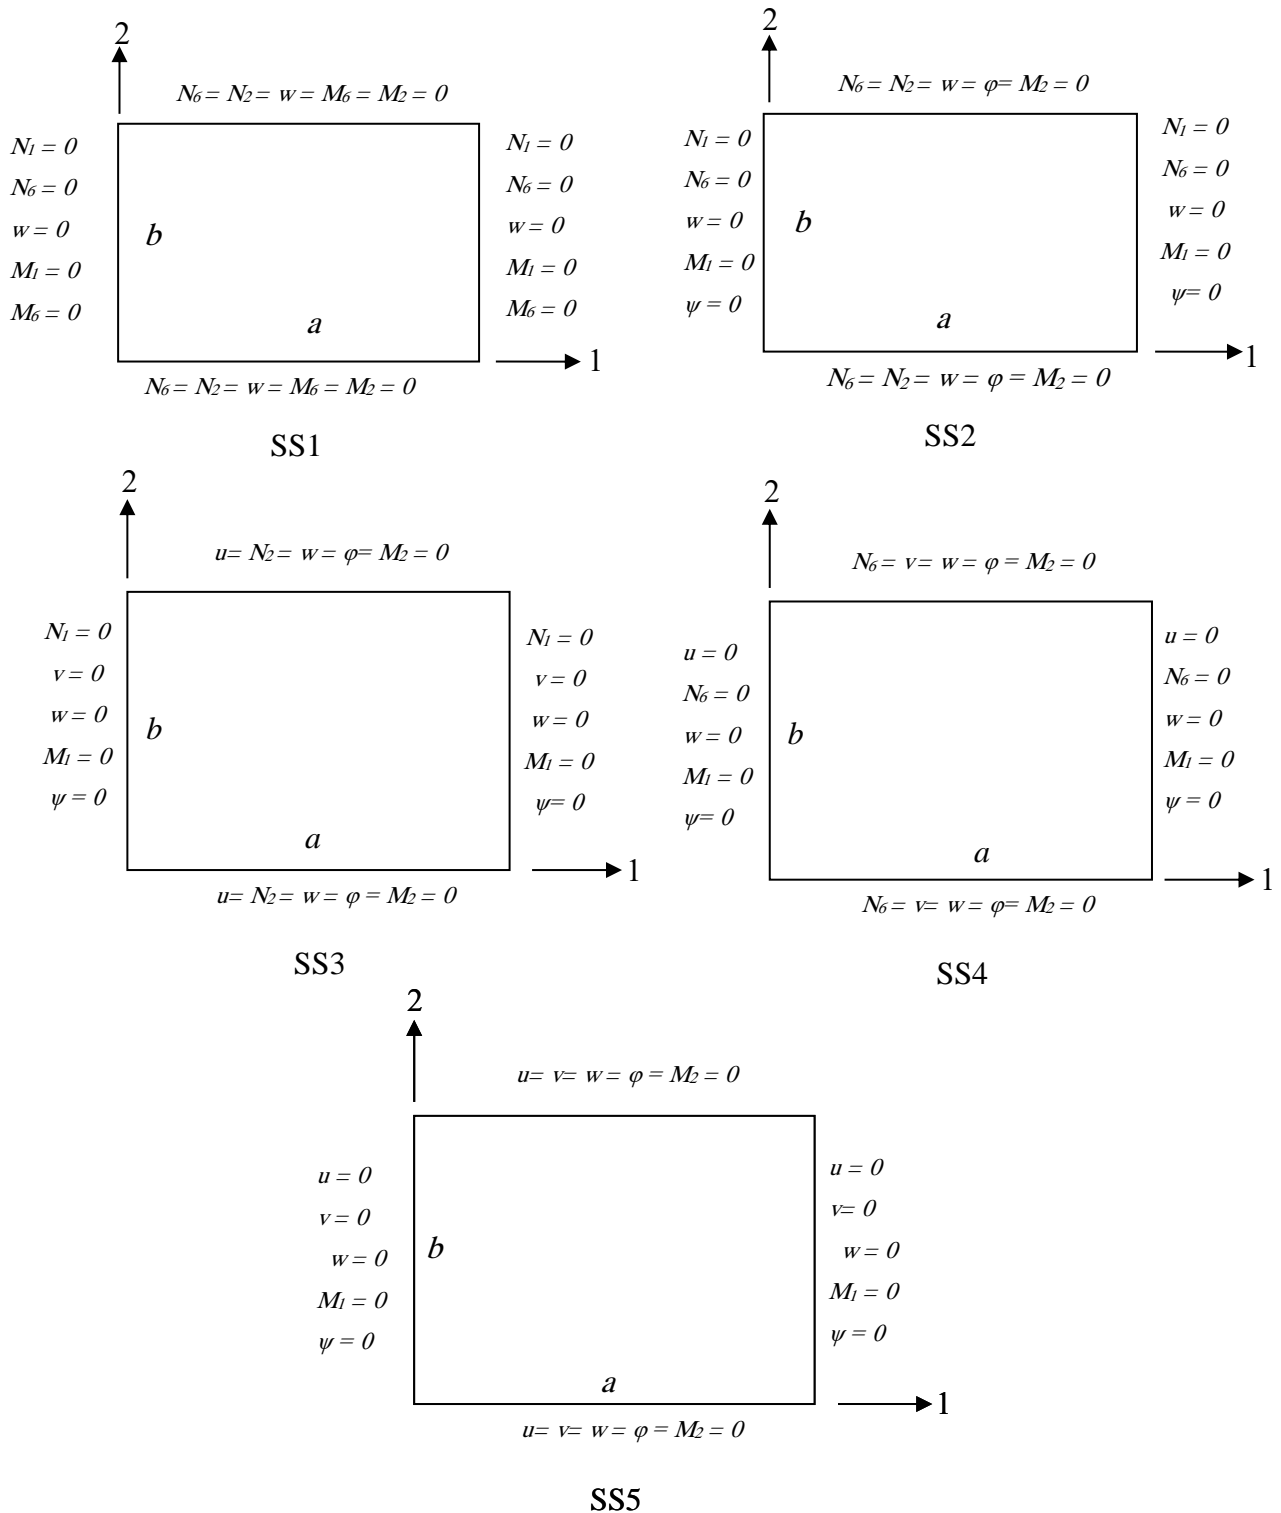 2
N₆ = N₂ = w = M₆ = M₂ = 0
N₁ = 0
N₆ = 0
w = 0
M₁ = 0
M₆ = 0
b
a
N₁ = 0
N₆ = 0
w = 0
M₁ = 0
M₆ = 0
1
N₆ = N₂ = w = M₆ = M₂ = 0
SS1
2
N₆ = N₂ = w = φ= M₂ = 0
N₁ = 0
N₆ = 0
w = 0
M₁ = 0
ψ = 0
b
a
N₁ = 0
N₆ = 0
w = 0
M₁ = 0
ψ= 0
1
N₆ = N₂ = w = φ = M₂ = 0
SS2
2
u= N₂ = w = φ= M₂ = 0
N₁ = 0
v = 0
w = 0
M₁ = 0
ψ = 0
b
a
N₁ = 0
v = 0
w = 0
M₁ = 0
ψ= 0
1
u= N₂ = w = φ = M₂ = 0
SS3
2
N₆ = v= w = φ = M₂ = 0
u = 0
N₆ = 0
w = 0
M₁ = 0
ψ= 0
b
a
u = 0
N₆ = 0
w = 0
M₁ = 0
ψ = 0
1
N₆ = v= w = φ= M₂ = 0
SS4
2
u= v= w = φ = M₂ = 0
u = 0
v = 0
w = 0
M₁ = 0
ψ = 0
b
a
u = 0
v= 0
w = 0
M₁ = 0
ψ = 0
1
u= v= w = φ = M₂ = 0
SS5